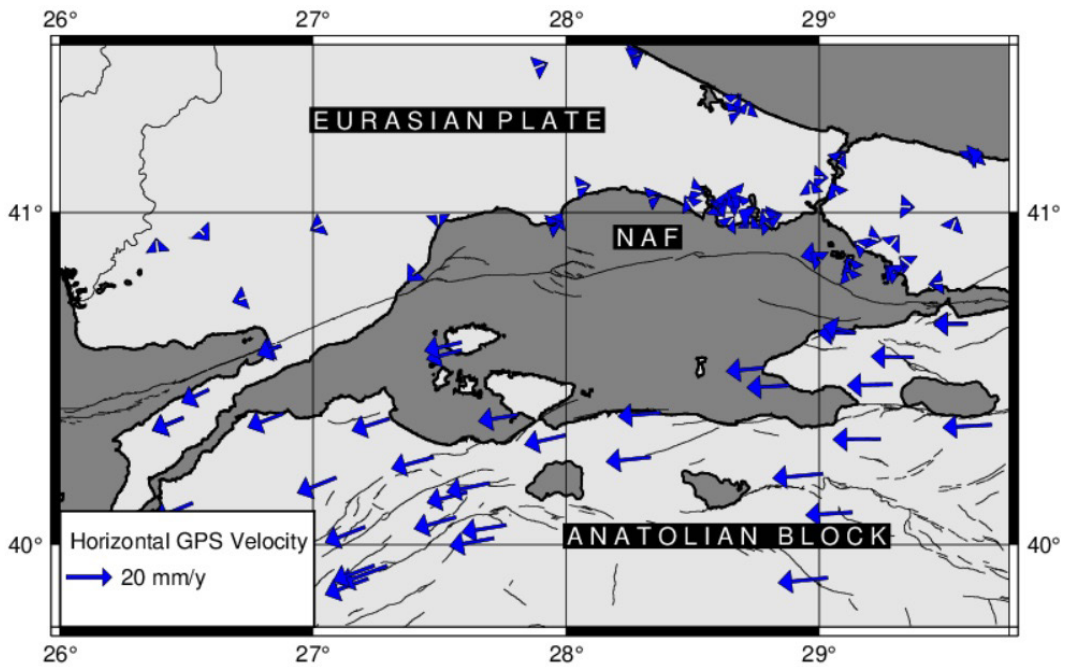 26° 27° 28° 29°
EURASIAN PLATE
41° 41°
NAF
ANATOLIAN BLOCK
40° 40°
Horizontal GPS Velocity
20 mm/y
26° 27° 28° 29°